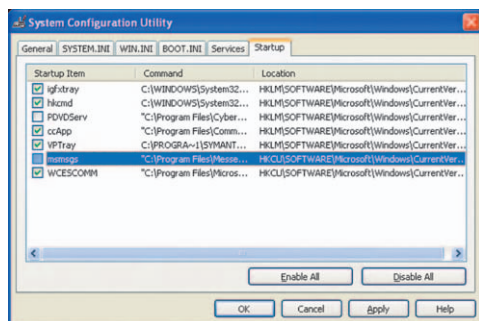 System Configuration Utility
General SYSTEM.INI WIN.INI BOOT.INI Services Startup
Startup Item Command Location
igfxtray C:\WINDOWS\System32... HKLM\SOFTWARE\Microsoft\Windows\CurrentVer...
hkcmd C:\WINDOWS\System32... HKLM\SOFTWARE\Microsoft\Windows\CurrentVer...
PDVDServ "C:\Program Files\Cyber... HKLM\SOFTWARE\Microsoft\Windows\CurrentVer...
ccApp "C:\Program Files\Comm... HKLM\SOFTWARE\Microsoft\Windows\CurrentVer...
VPTray C:\PROGRA~1\SYMANT... HKLM\SOFTWARE\Microsoft\Windows\CurrentVer...
msmsgs "C:\Program Files\Messe... HKCU\SOFTWARE\Microsoft\Windows\CurrentVer...
WCESCOMM "C:\Program Files\Micros... HKCU\SOFTWARE\Microsoft\Windows\CurrentVer...
Enable All Disable All
OK Cancel Apply Help